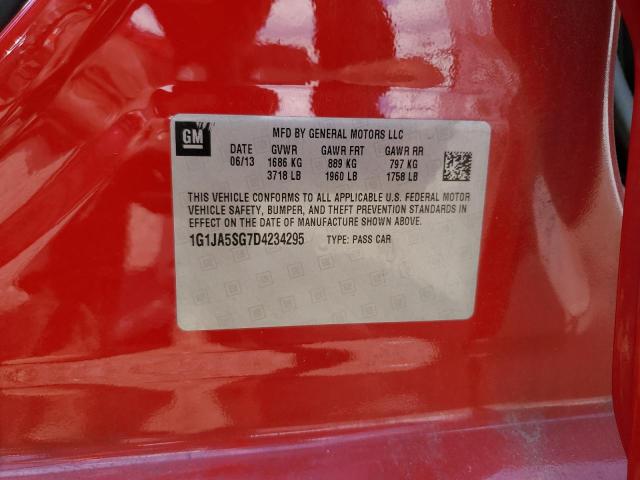 GM
MFD BY GENERAL MOTORS LLC
DATE GVWR GAWR FRT GAWR RR
06/13 1686 KG 889 KG 797 KG
3718 LB 1960 LB 1758 LB
THIS VEHICLE CONFORMS TO ALL APPLICABLE U.S. FEDERAL MOTOR
VEHICLE SAFETY, BUMPER, AND THEFT PREVENTION STANDARDS IN
EFFECT ON THE DATE OF MANUFACTURE SHOWN ABOVE.
1G1JA5SG7D4234295 TYPE: PASS CAR